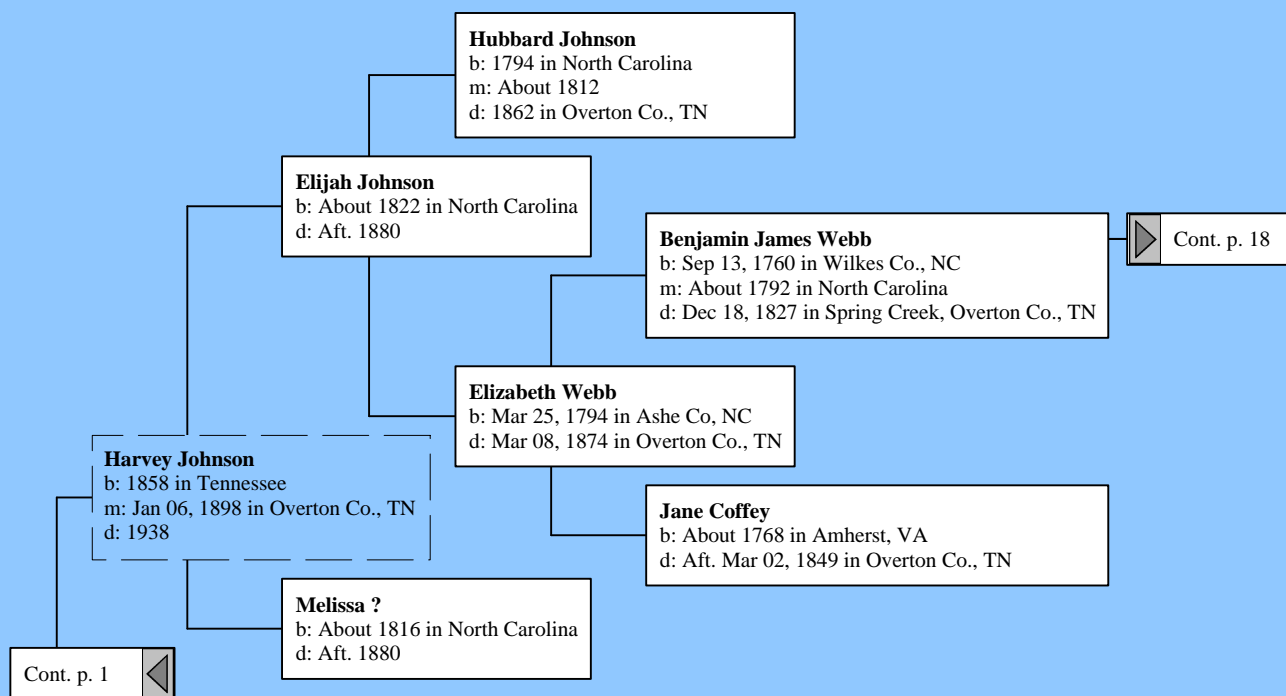 Hubbard Johnson
b: 1794 in North Carolina
m: About 1812
d: 1862 in Overton Co., TN
Elijah Johnson
b: About 1822 in North Carolina
d: Aft. 1880
Benjamin James Webb
b: Sep 13, 1760 in Wilkes Co., NC
m: About 1792 in North Carolina
d: Dec 18, 1827 in Spring Creek, Overton Co., TN
Cont. p. 18
Elizabeth Webb
b: Mar 25, 1794 in Ashe Co, NC
d: Mar 08, 1874 in Overton Co., TN
Harvey Johnson
b: 1858 in Tennessee
m: Jan 06, 1898 in Overton Co., TN
d: 1938
Jane Coffey
b: About 1768 in Amherst, VA
d: Aft. Mar 02, 1849 in Overton Co., TN
Melissa ?
b: About 1816 in North Carolina
d: Aft. 1880
Cont. p. 1